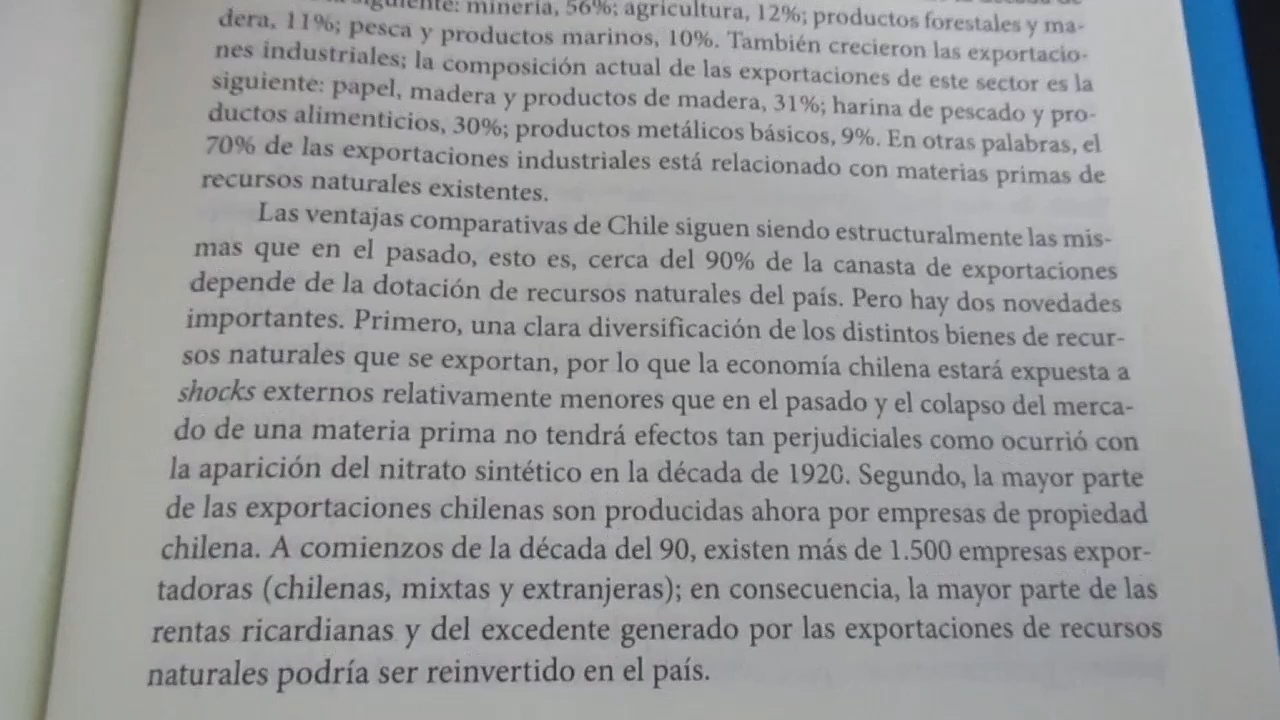 siguiente: minería, 56%; agricultura, 12%; productos forestales y ma-
dera, 11%; pesca y productos marinos, 10%. También crecieron las exportacio-
nes industriales; la composición actual de las exportaciones de este sector es la
siguiente: papel, madera y productos de madera, 31%; harina de pescado y pro-
ductos alimenticios, 30%; productos metálicos básicos, 9%. En otras palabras, el
70% de las exportaciones industriales está relacionado con materias primas de
recursos naturales existentes.
Las ventajas comparativas de Chile siguen siendo estructuralmente las mis-
mas que en el pasado, esto es, cerca del 90% de la canasta de exportaciones
depende de la dotación de recursos naturales del país. Pero hay dos novedades
importantes. Primero, una clara diversificación de los distintos bienes de recur-
sos naturales que se exportan, por lo que la economía chilena estará expuesta a
shocks externos relativamente menores que en el pasado y el colapso del merca-
do de una materia prima no tendrá efectos tan perjudiciales como ocurrió con
la aparición del nitrato sintético en la década de 1920. Segundo, la mayor parte
de las exportaciones chilenas son producidas ahora por empresas de propiedad
chilena. A comienzos de la década del 90, existen más de 1.500 empresas expor-
tadoras (chilenas, mixtas y extranjeras); en consecuencia, la mayor parte de las
rentas ricardianas y del excedente generado por las exportaciones de recursos
naturales podría ser reinvertido en el país.